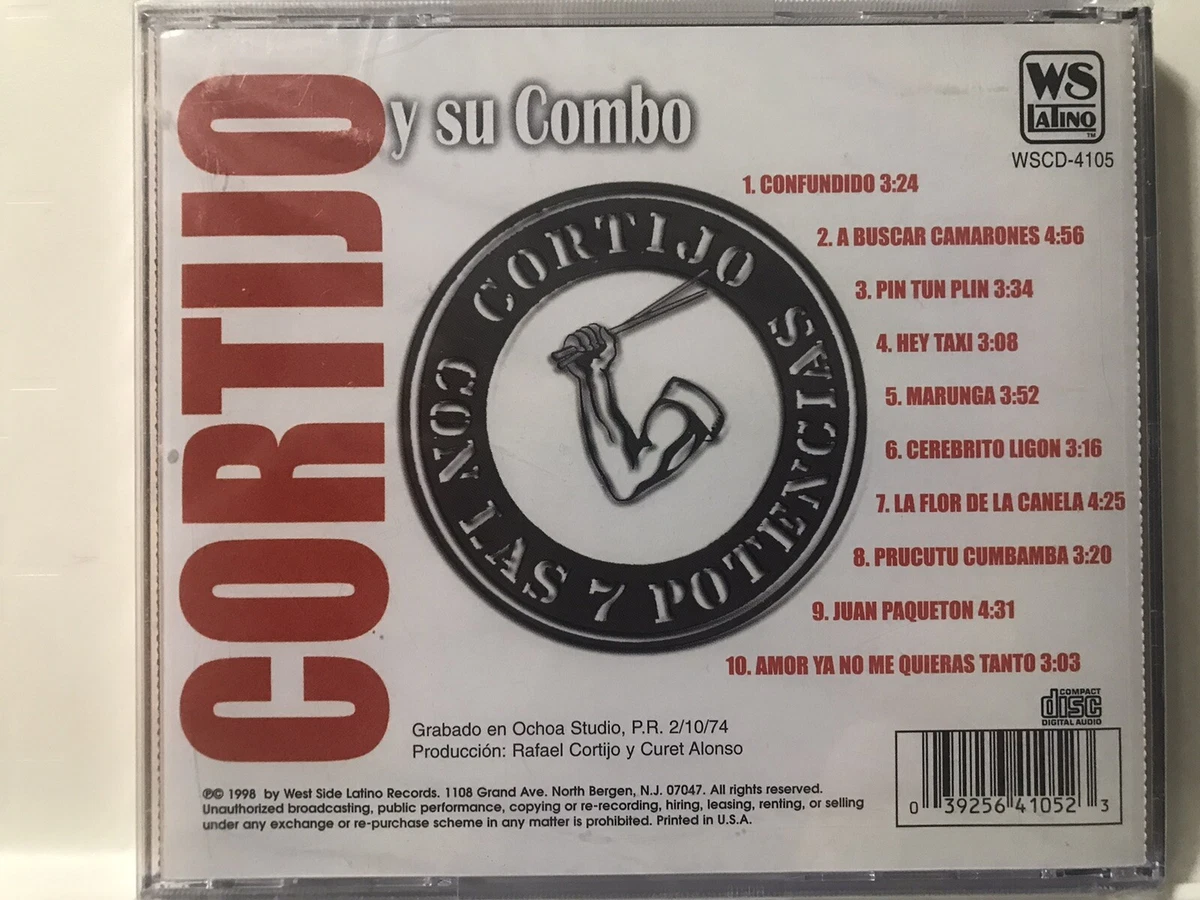 CORTIJO
y su Combo
WS
LATINO
TM
WSCD-4105
CORTIJO
CON LAS 7 POTENCIAS
1. CONFUNDIDO 3:24
2. A BUSCAR CAMARONES 4:56
3. PIN TUN PLIN 3:34
4. HEY TAXI 3:08
5. MARUNGA 3:52
6. CEREBRITO LIGON 3:16
7. LA FLOR DE LA CANELA 4:25
8. PRUCUTU CUMBAMBA 3:20
9. JUAN PAQUETON 4:31
10. AMOR YA NO ME QUIERAS TANTO 3:03
COMPACT
disc
DIGITAL AUDIO
Grabado en Ochoa Studio, P.R. 2/10/74
Producción: Rafael Cortijo y Curet Alonso
℗© 1998 by West Side Latino Records. 1108 Grand Ave. North Bergen, N.J. 07047. All rights reserved.
Unauthorized broadcasting, public performance, copying or re-recording, hiring, leasing, renting, or selling
under any exchange or re-purchase scheme in any matter is prohibited. Printed in U.S.A.
0 39256 41052 3